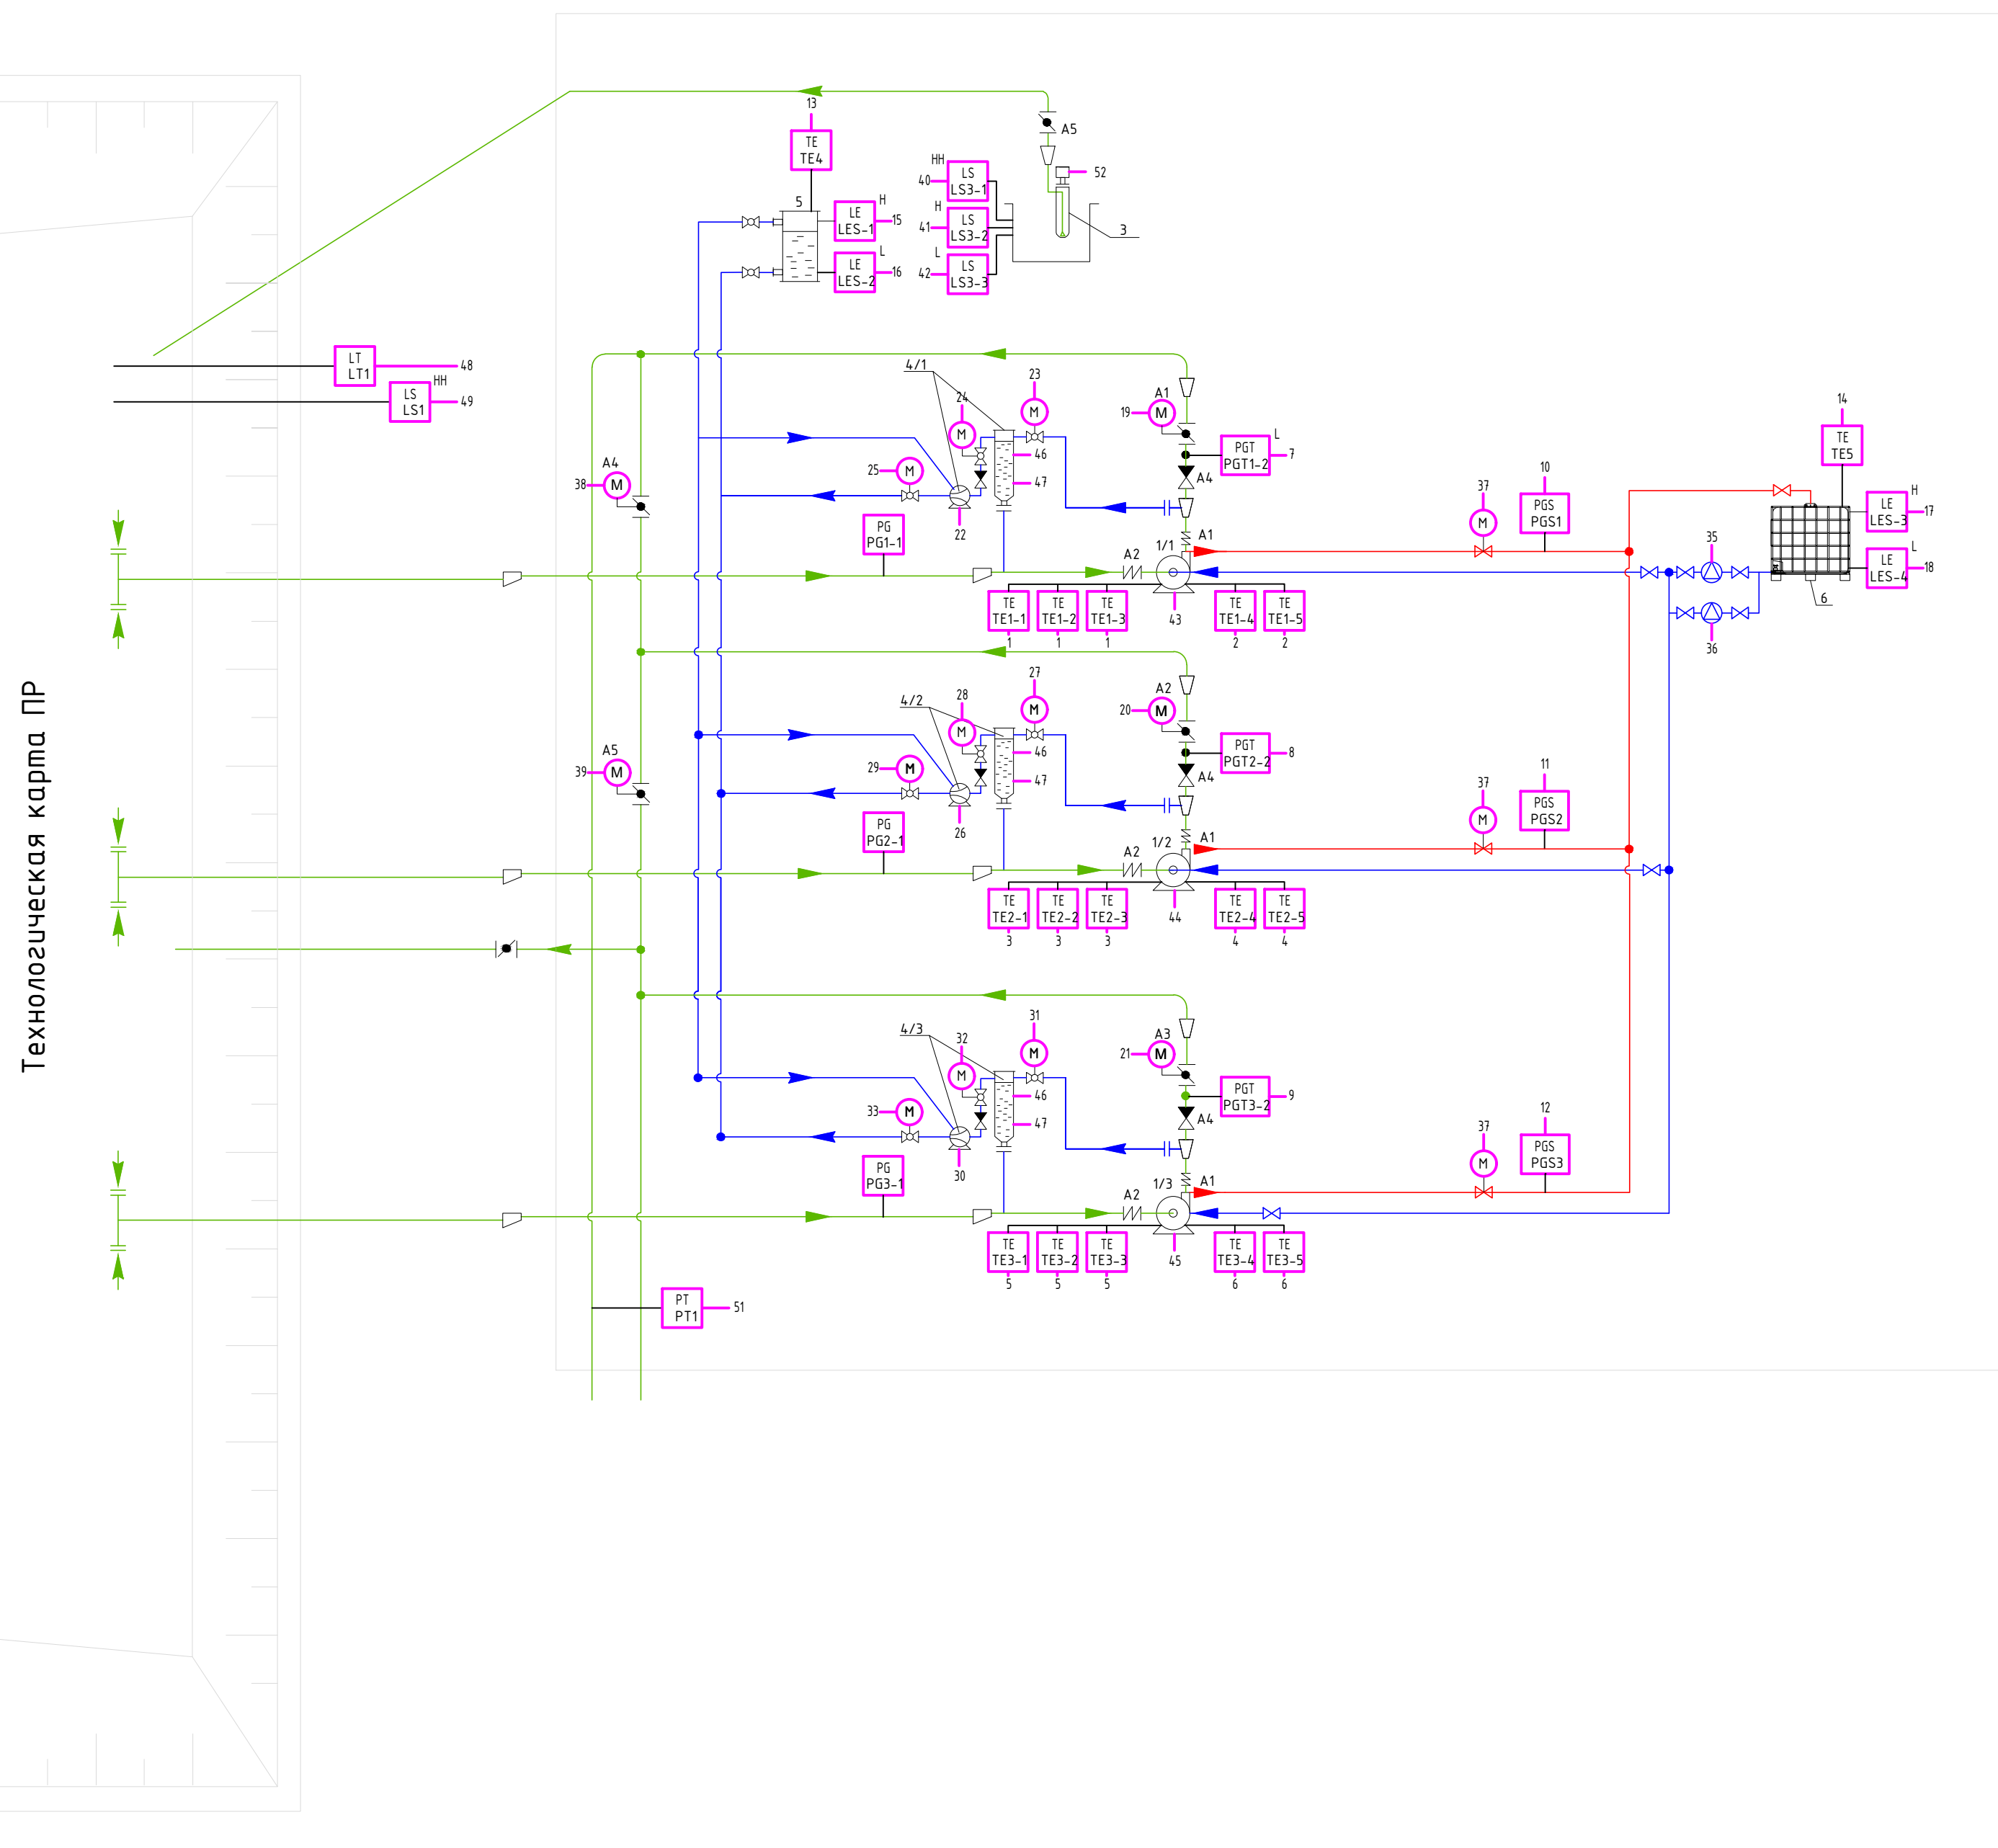 Технологическая карта ПР
13
TE
TE4
5
LE
LES-1
H
15
LE
LES-2
L
16
HH
40
LS
LS3-1
H
41
LS
LS3-2
L
42
LS
LS3-3
A5
52
3
LT
LT1
48
LS
LS1
HH
49
4/1
24
M
23
M
25
M
46
47
22
A1
19
M
PGT
PGT1-2
L
7
A4
A4
38
M
PG
PG1-1
A2
1/1
A1
43
TE
TE1-1
1
TE
TE1-2
1
TE
TE1-3
1
TE
TE1-4
2
TE
TE1-5
2
37
M
10
PGS
PGS1
14
TE
TE5
LE
LES-3
H
17
LE
LES-4
L
18
35
36
6
4/2
28
M
27
M
29
M
46
47
26
A2
20
M
PGT
PGT2-2
8
A4
A5
39
M
PG
PG2-1
A2
1/2
A1
44
TE
TE2-1
3
TE
TE2-2
3
TE
TE2-3
3
TE
TE2-4
4
TE
TE2-5
4
37
M
11
PGS
PGS2
4/3
32
M
31
M
33
M
46
47
30
A3
21
M
PGT
PGT3-2
9
A4
PG
PG3-1
A2
1/3
A1
45
TE
TE3-1
5
TE
TE3-2
5
TE
TE3-3
5
TE
TE3-4
6
TE
TE3-5
6
37
M
12
PGS
PGS3
PT
PT1
51